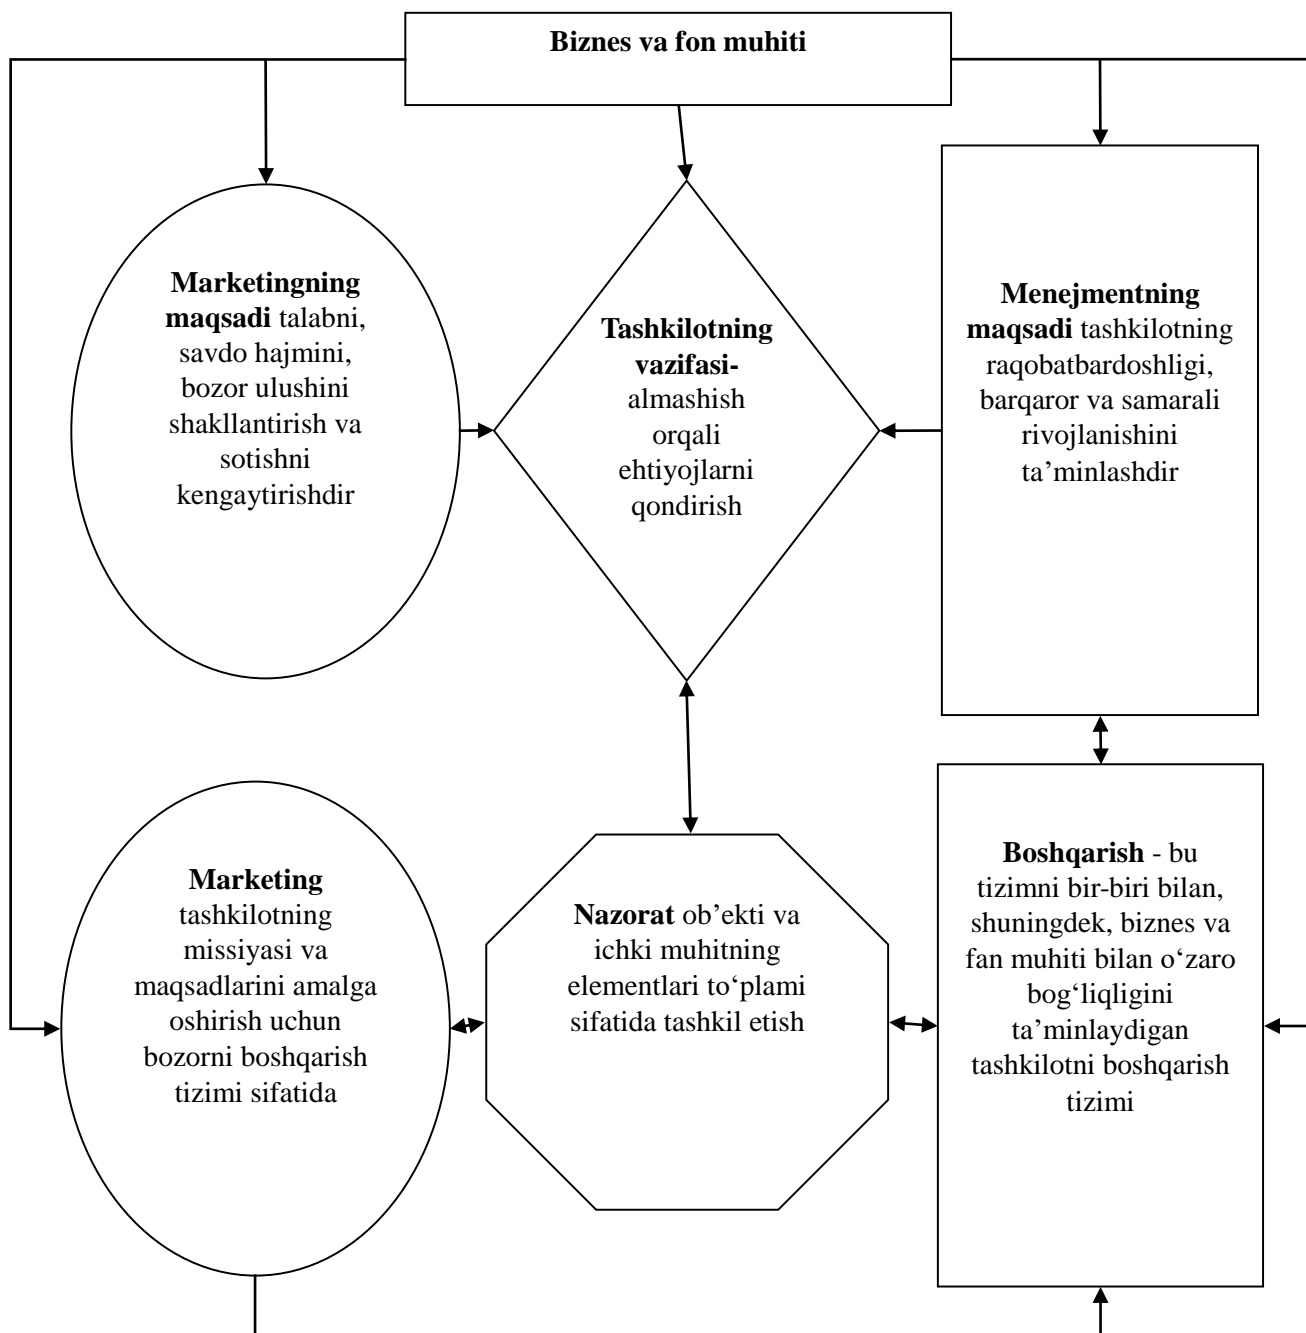 Biznes va fon muhiti
Marketingning
maqsadi talabni,
savdo hajmini,
bozor ulushini
shakllantirish va
sotishni
kengaytirishdir
Tashkilotning
vazifasi-
almashish
orqali
ehtiyojlarni
qondirish
Menejmentning
maqsadi tashkilotning
raqobatbardoshligi,
barqaror va samarali
rivojlanishini
ta’minlashdir
Marketing
tashkilotning
missiyasi va
maqsadlarini amalga
oshirish uchun
bozorni boshqarish
tizimi sifatida
Nazorat ob’ekti va
ichki muhitning
elementlari to‘plami
sifatida tashkil etish
Boshqarish - bu
tizimni bir-biri bilan,
shuningdek, biznes va
fan muhiti bilan o‘zaro
bog‘liqligini
ta’minlaydigan
tashkilotni boshqarish
tizimi